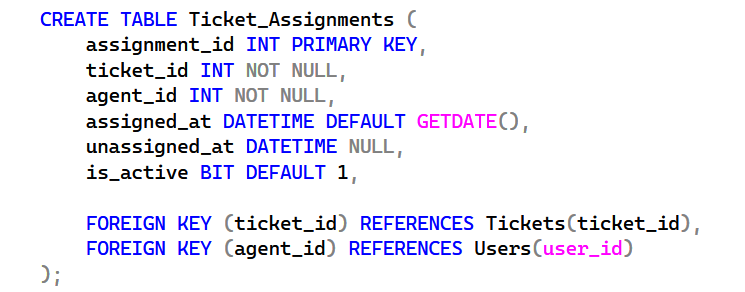 CREATE TABLE Ticket_Assignments (
    assignment_id INT PRIMARY KEY,
    ticket_id INT NOT NULL,
    agent_id INT NOT NULL,
    assigned_at DATETIME DEFAULT GETDATE(),
    unassigned_at DATETIME NULL,
    is_active BIT DEFAULT 1,

    FOREIGN KEY (ticket_id) REFERENCES Tickets(ticket_id),
    FOREIGN KEY (agent_id) REFERENCES Users(user_id)
);